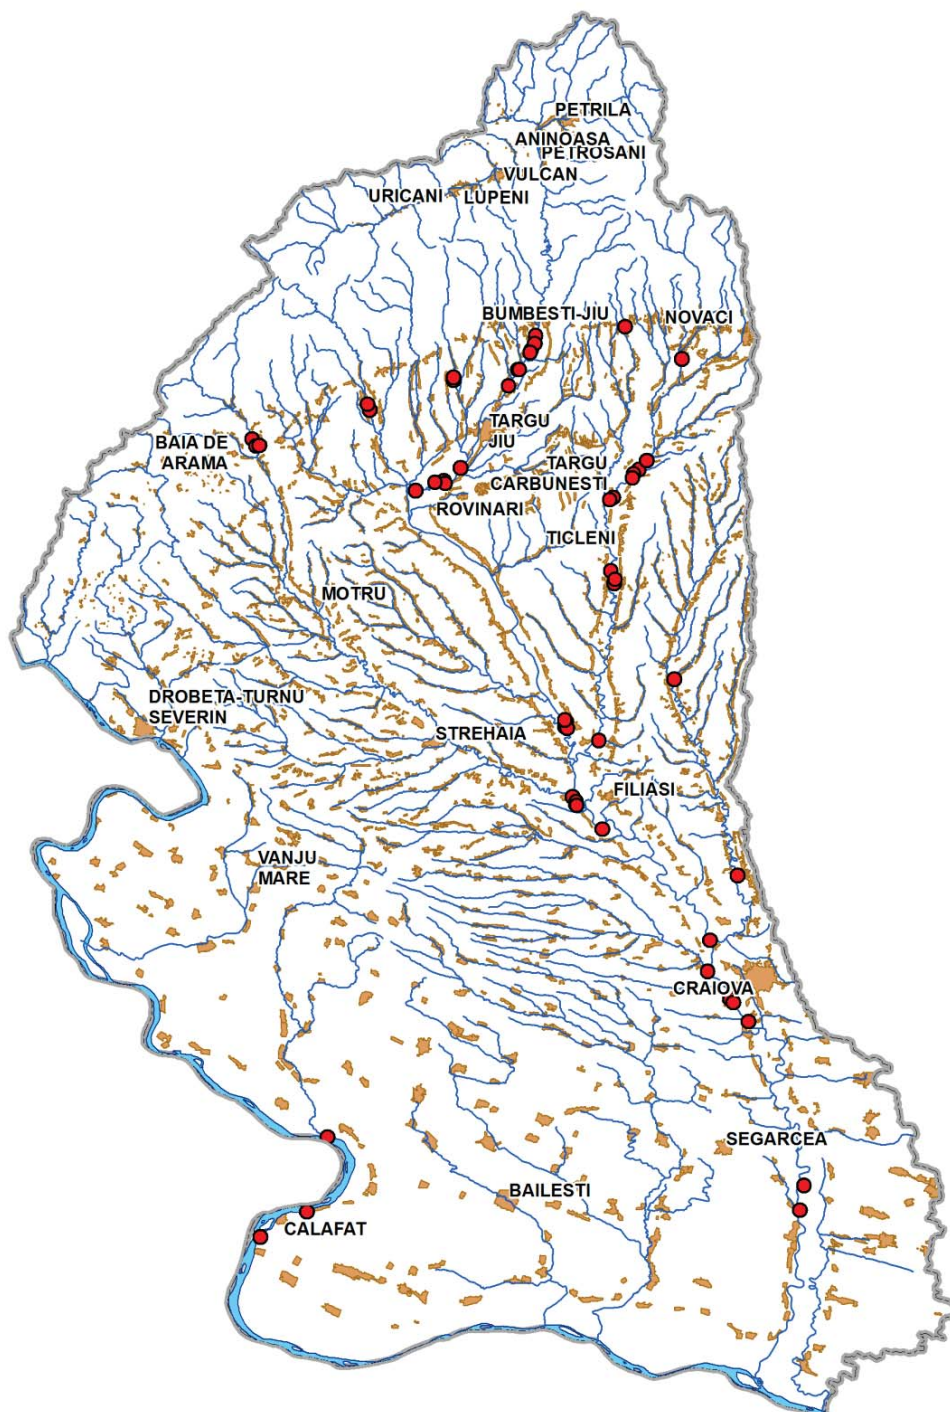 PETRILA
ANINOASA
PETROSANI
VULCAN
URICANI
LUPENI
BUMBESTI-JIU
NOVACI
TARGU
JIU
BAIA DE
ARAMA
TARGU
CARBUNESTI
ROVINARI
TICLENI
MOTRU
DROBETA-TURNU
SEVERIN
STREHAIA
FILIASI
VANJU
MARE
CRAIOVA
SEGARCEA
BAILESTI
CALAFAT